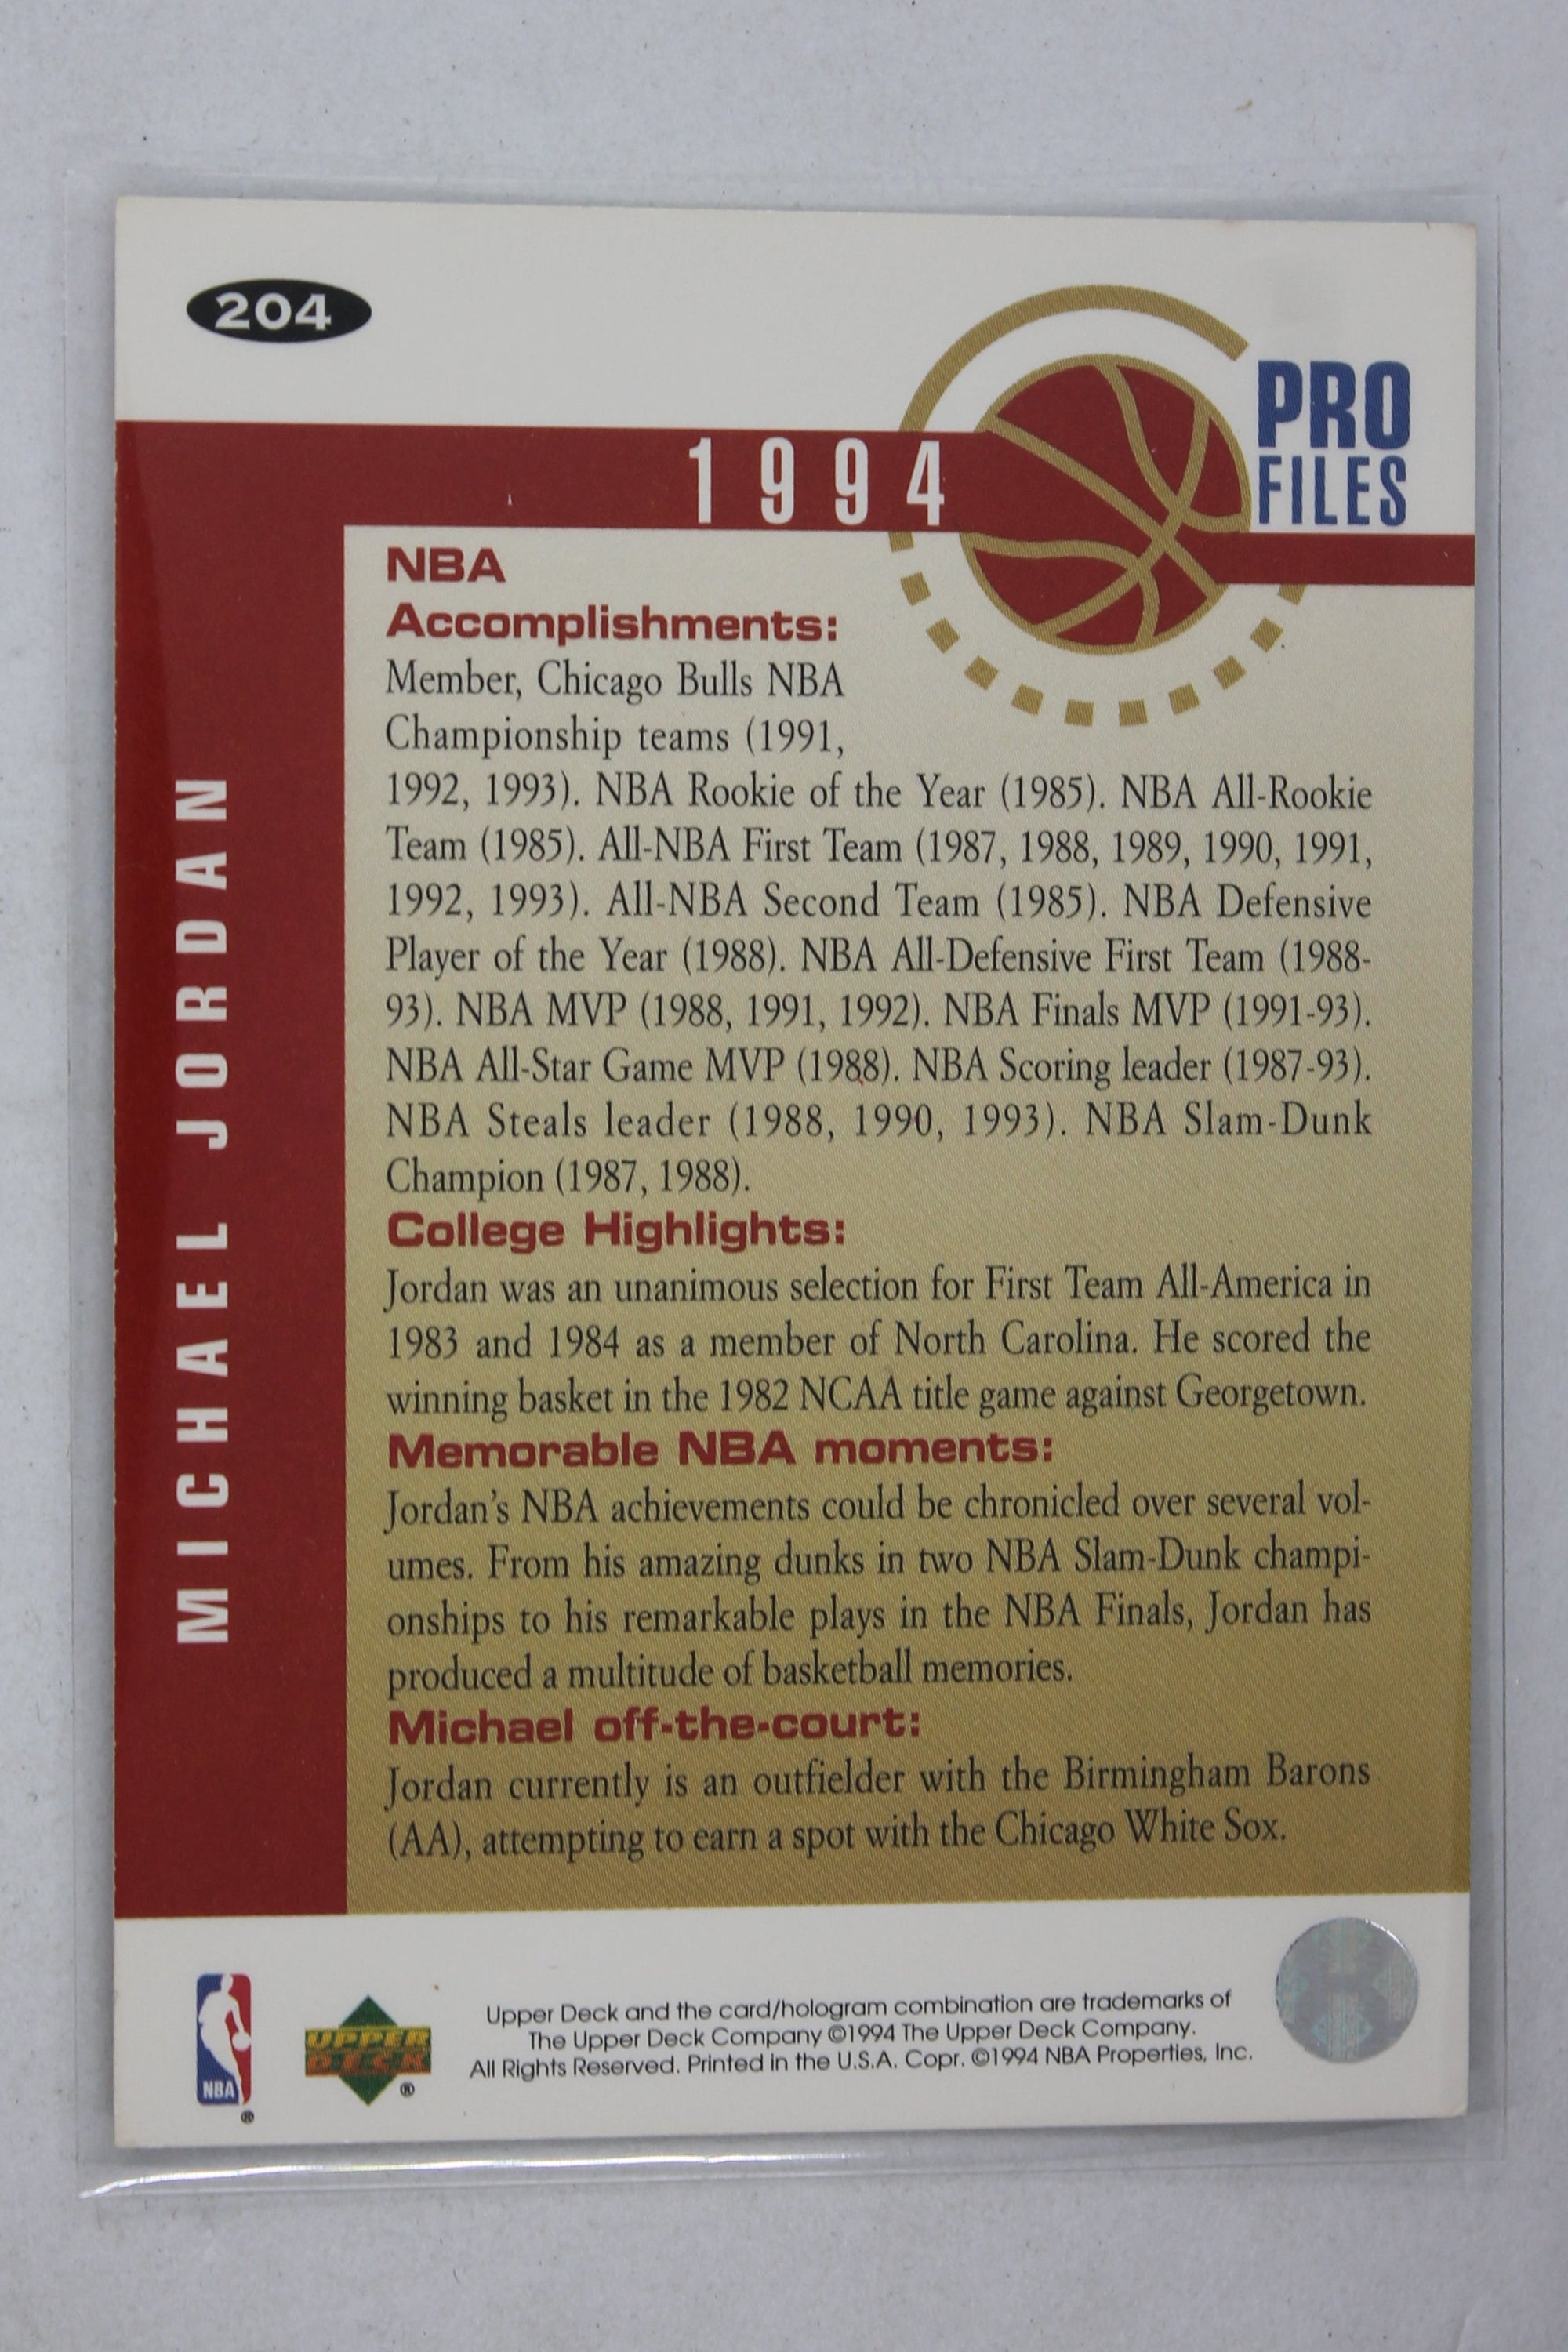 204
PRO
FILES
1994
NBA
Accomplishments:
Member, Chicago Bulls NBA
Championship teams (1991,
1992, 1993). NBA Rookie of the Year (1985). NBA All-Rookie
Team (1985). All-NBA First Team (1987, 1988, 1989, 1990, 1991,
1992, 1993). All-NBA Second Team (1985). NBA Defensive
Player of the Year (1988). NBA All-Defensive First Team (1988-
93). NBA MVP (1988, 1991, 1992). NBA Finals MVP (1991-93).
NBA All-Star Game MVP (1988). NBA Scoring leader (1987-93).
NBA Steals leader (1988, 1990, 1993). NBA Slam-Dunk
Champion (1987, 1988).
College Highlights:
Jordan was an unanimous selection for First Team All-America in
1983 and 1984 as a member of North Carolina. He scored the
winning basket in the 1982 NCAA title game against Georgetown.
Memorable NBA moments:
Jordan's NBA achievements could be chronicled over several vol-
umes. From his amazing dunks in two NBA Slam-Dunk champi-
onships to his remarkable plays in the NBA Finals, Jordan has
produced a multitude of basketball memories.
Michael off-the-court:
Jordan currently is an outfielder with the Birmingham Barons
(AA), attempting to earn a spot with the Chicago White Sox.
MICHAEL JORDAN
NBA
®
UPPER
DECK
®
Upper Deck and the card/hologram combination are trademarks of
The Upper Deck Company ©1994 The Upper Deck Company.
All Rights Reserved. Printed in the U.S.A. Copr. ©1994 NBA Properties, Inc.